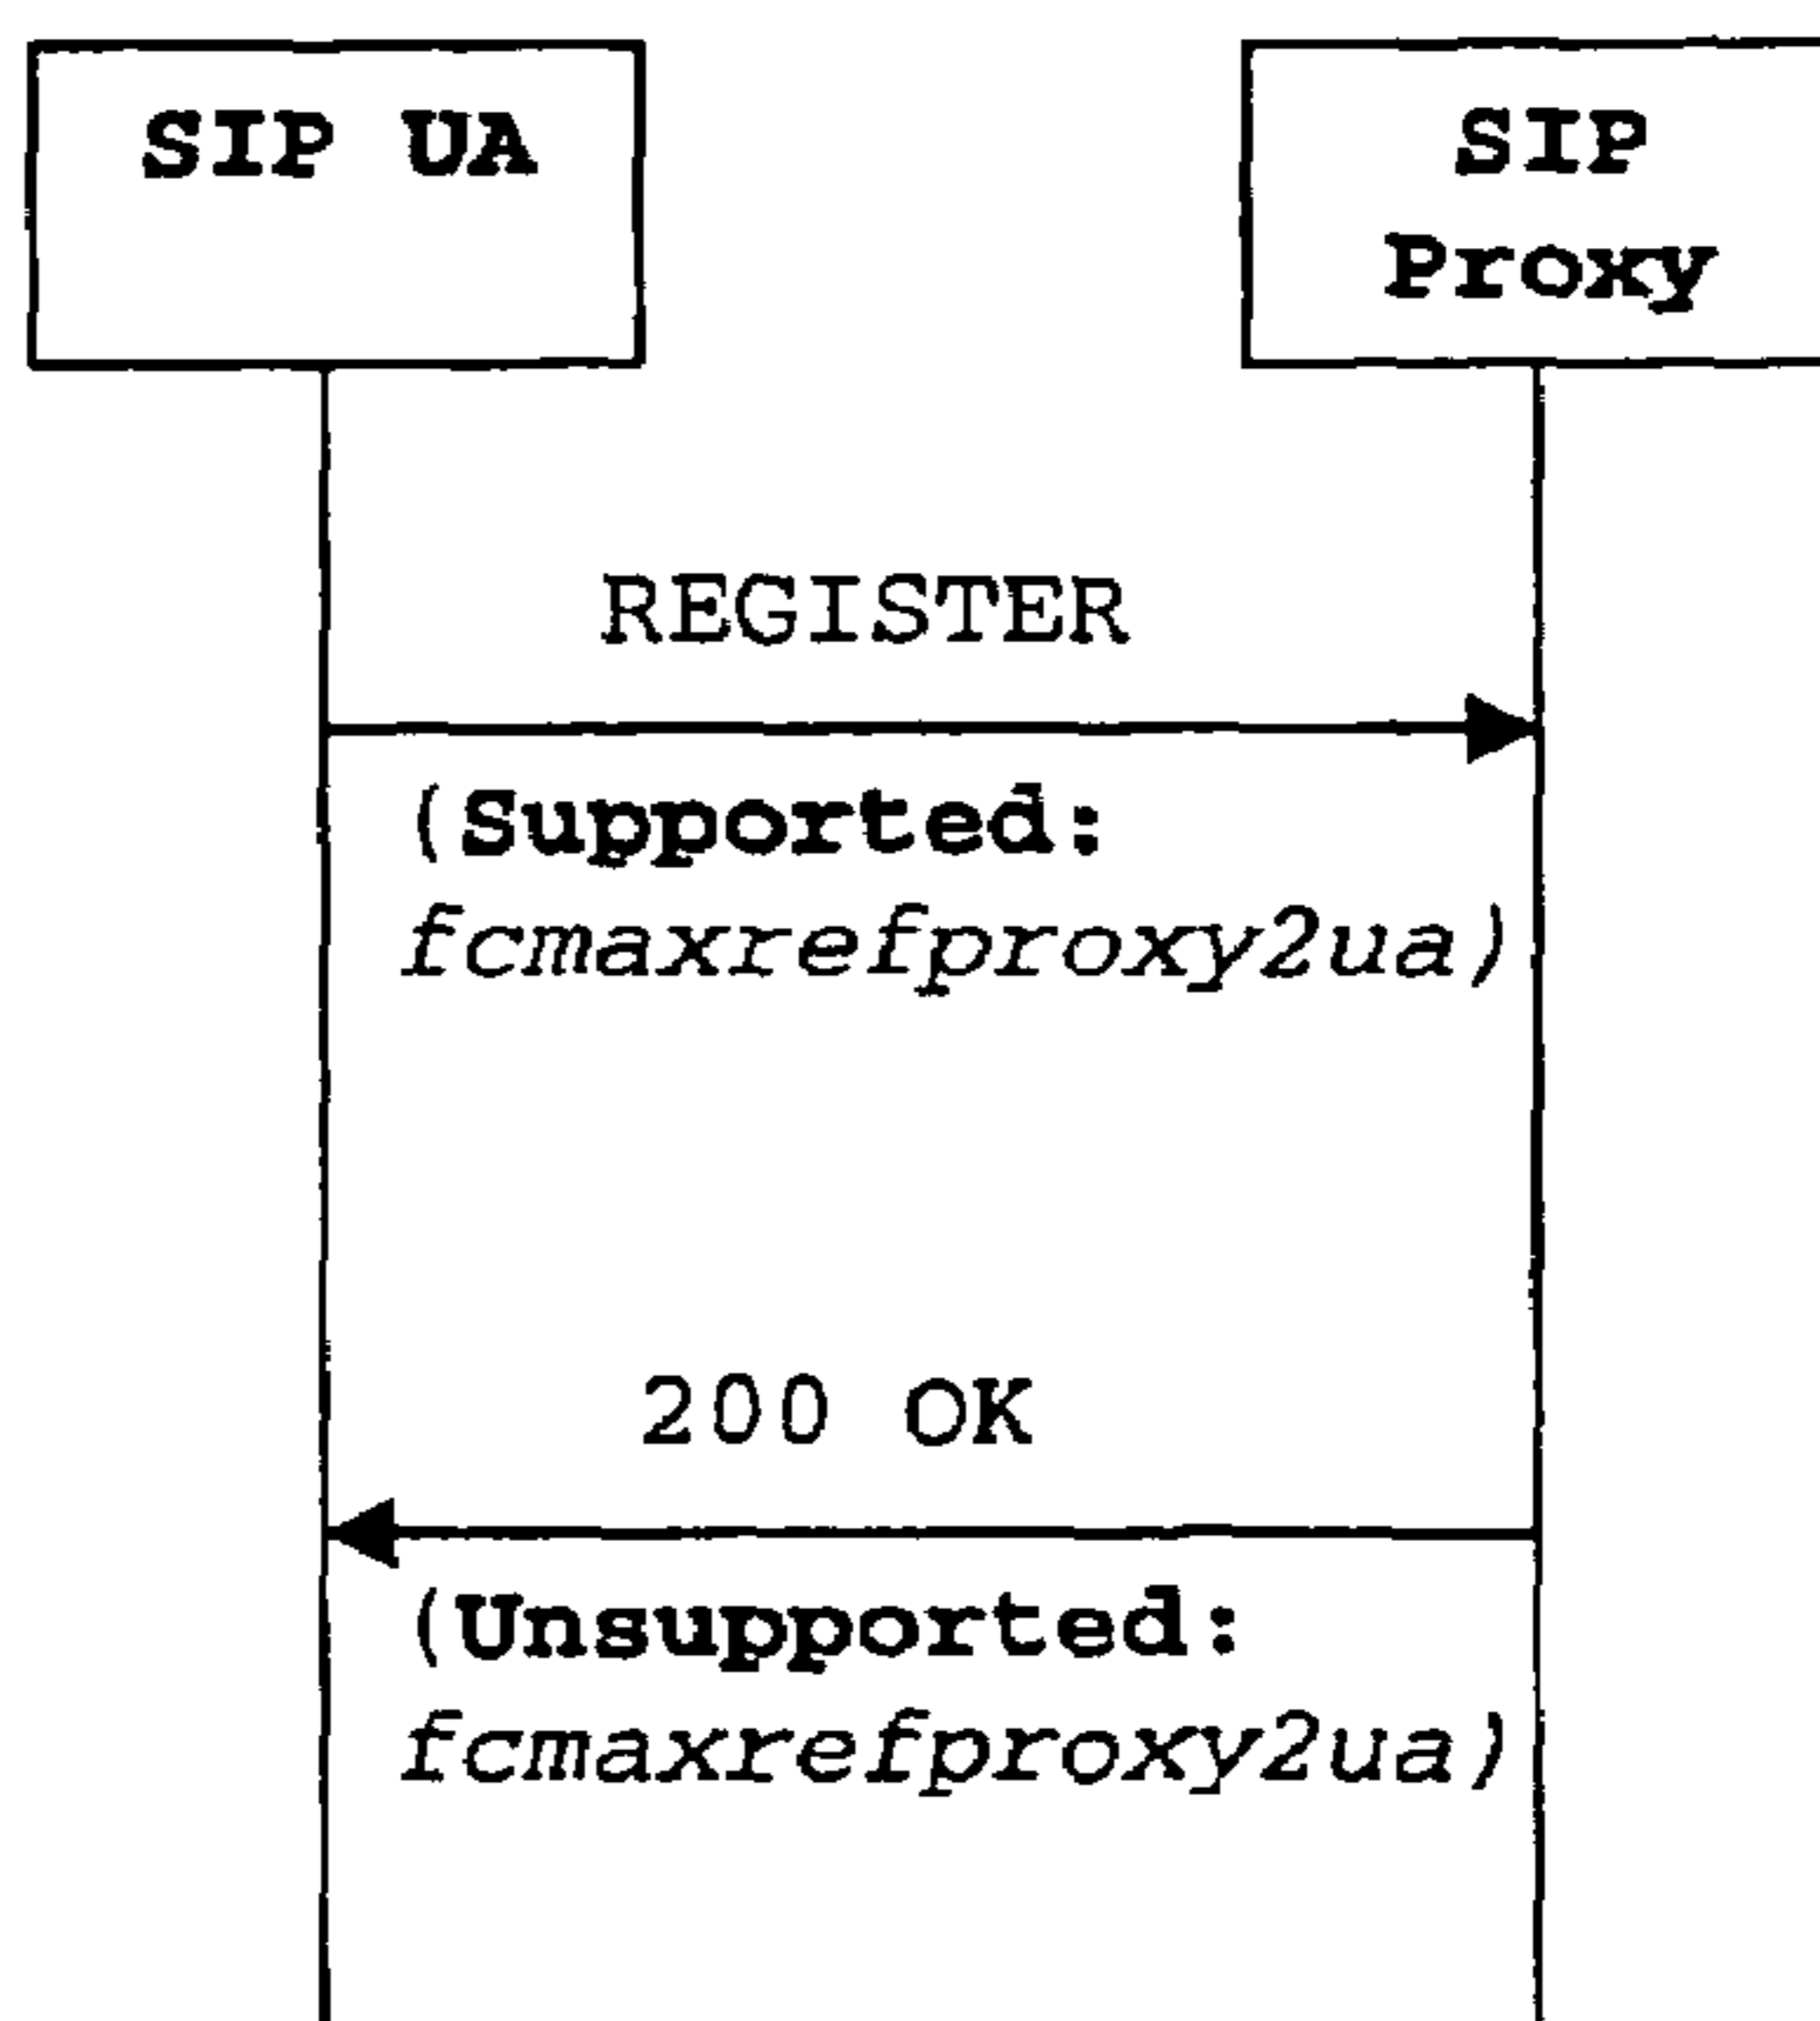 SIP UA
SIP
Proxy
REGISTER
(Supported:
fcmaxrefproxy2ua)
200 OK
(Unsupported:
fcmaxrefproxy2ua)